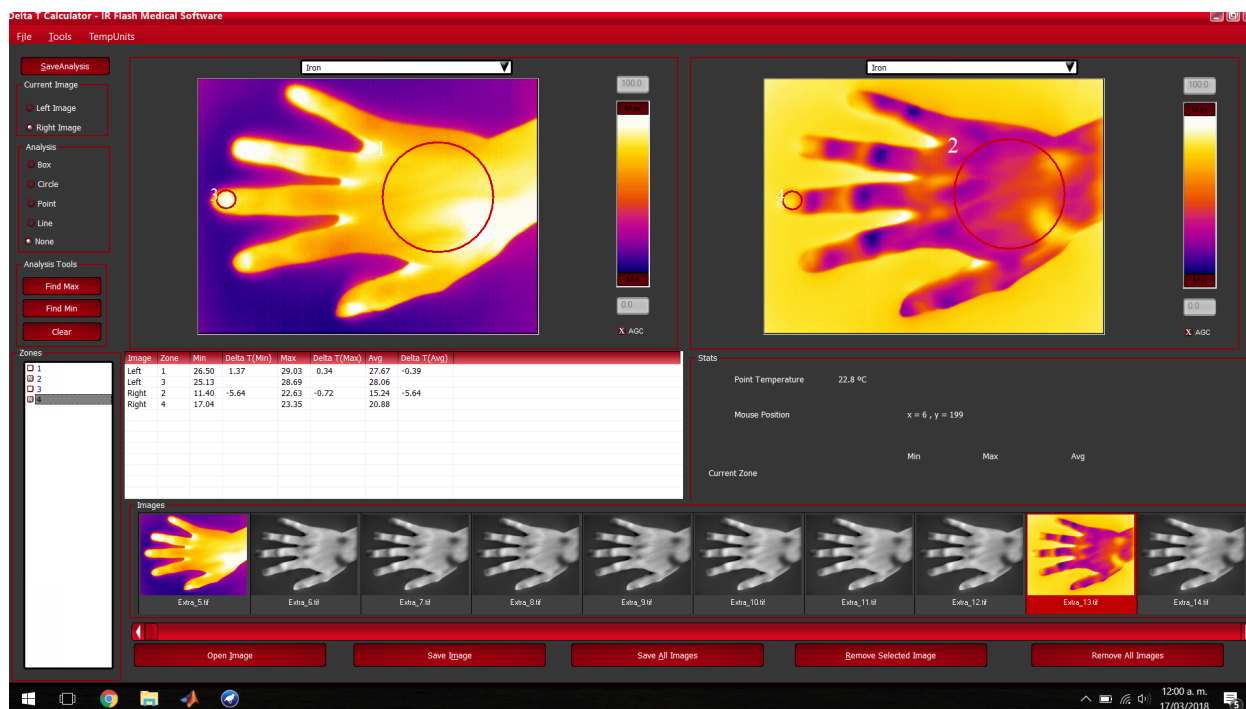 Delta T Calculator - IR Flash Medical Software
File Tools TempUnits
SaveAnalysis
Current Image
Left Image
Right Image
Analysis
Box
Circle
Point
Line
None
Analysis Tools
Find Max
Find Min
Clear
Zones
1
2
3
4
Iron
1
3
100.0
Max
Min
0.0
X AGC
Iron
2
4
100.0
Max
0.0
X AGC
Image Zone Min Delta T(Min) Max Delta T(Max) Avg Delta T(Avg)
Left 1 26.50 1.37 29.03 0.34 27.67 -0.39
Left 3 25.13 28.69 28.06
Right 2 11.40 -5.64 22.63 -0.72 15.24 -5.64
Right 4 17.04 23.35 20.88
Stats
Point Temperature 22.8 ºC
Mouse Position x = 6 , y = 199
Min Max Avg
Current Zone
Images
Extra_5.tif Extra_6.tif Extra_7.tif Extra_8.tif Extra_9.tif Extra_10.tif Extra_11.tif Extra_12.tif Extra_13.tif Extra_14.tif
Open Image Save Image Save All Images Remove Selected Image Remove All Images
12:00 a. m.
17/03/2018
5